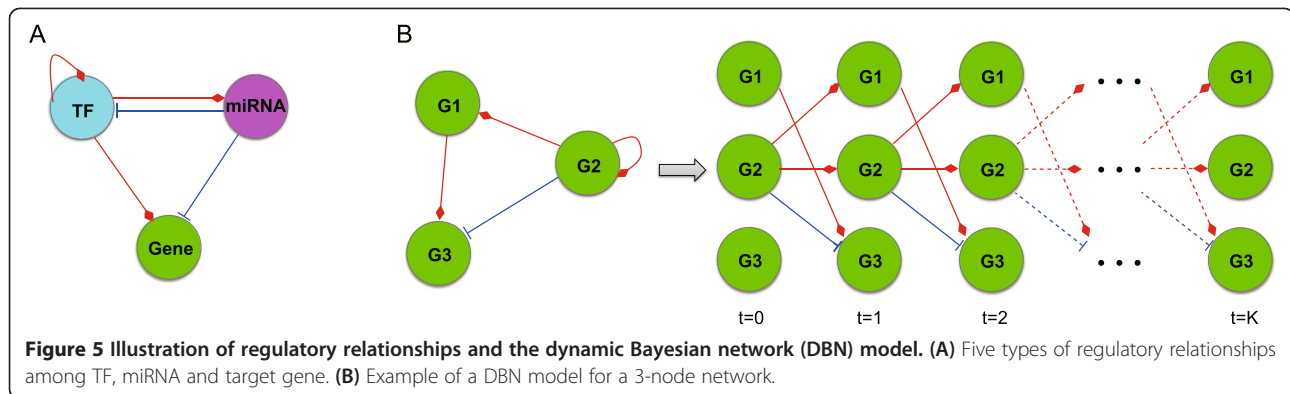 A
TF
miRNA
Gene
B
G1
G2
G3
G1
G1
G1
• • •
G1
G2
G2
G2
• • •
G2
G3
G3
G3
• • •
G3
t=0
t=1
t=2
t=K
Figure 5 Illustration of regulatory relationships and the dynamic Bayesian network (DBN) model. (A) Five types of regulatory relationships
among TF, miRNA and target gene. (B) Example of a DBN model for a 3-node network.